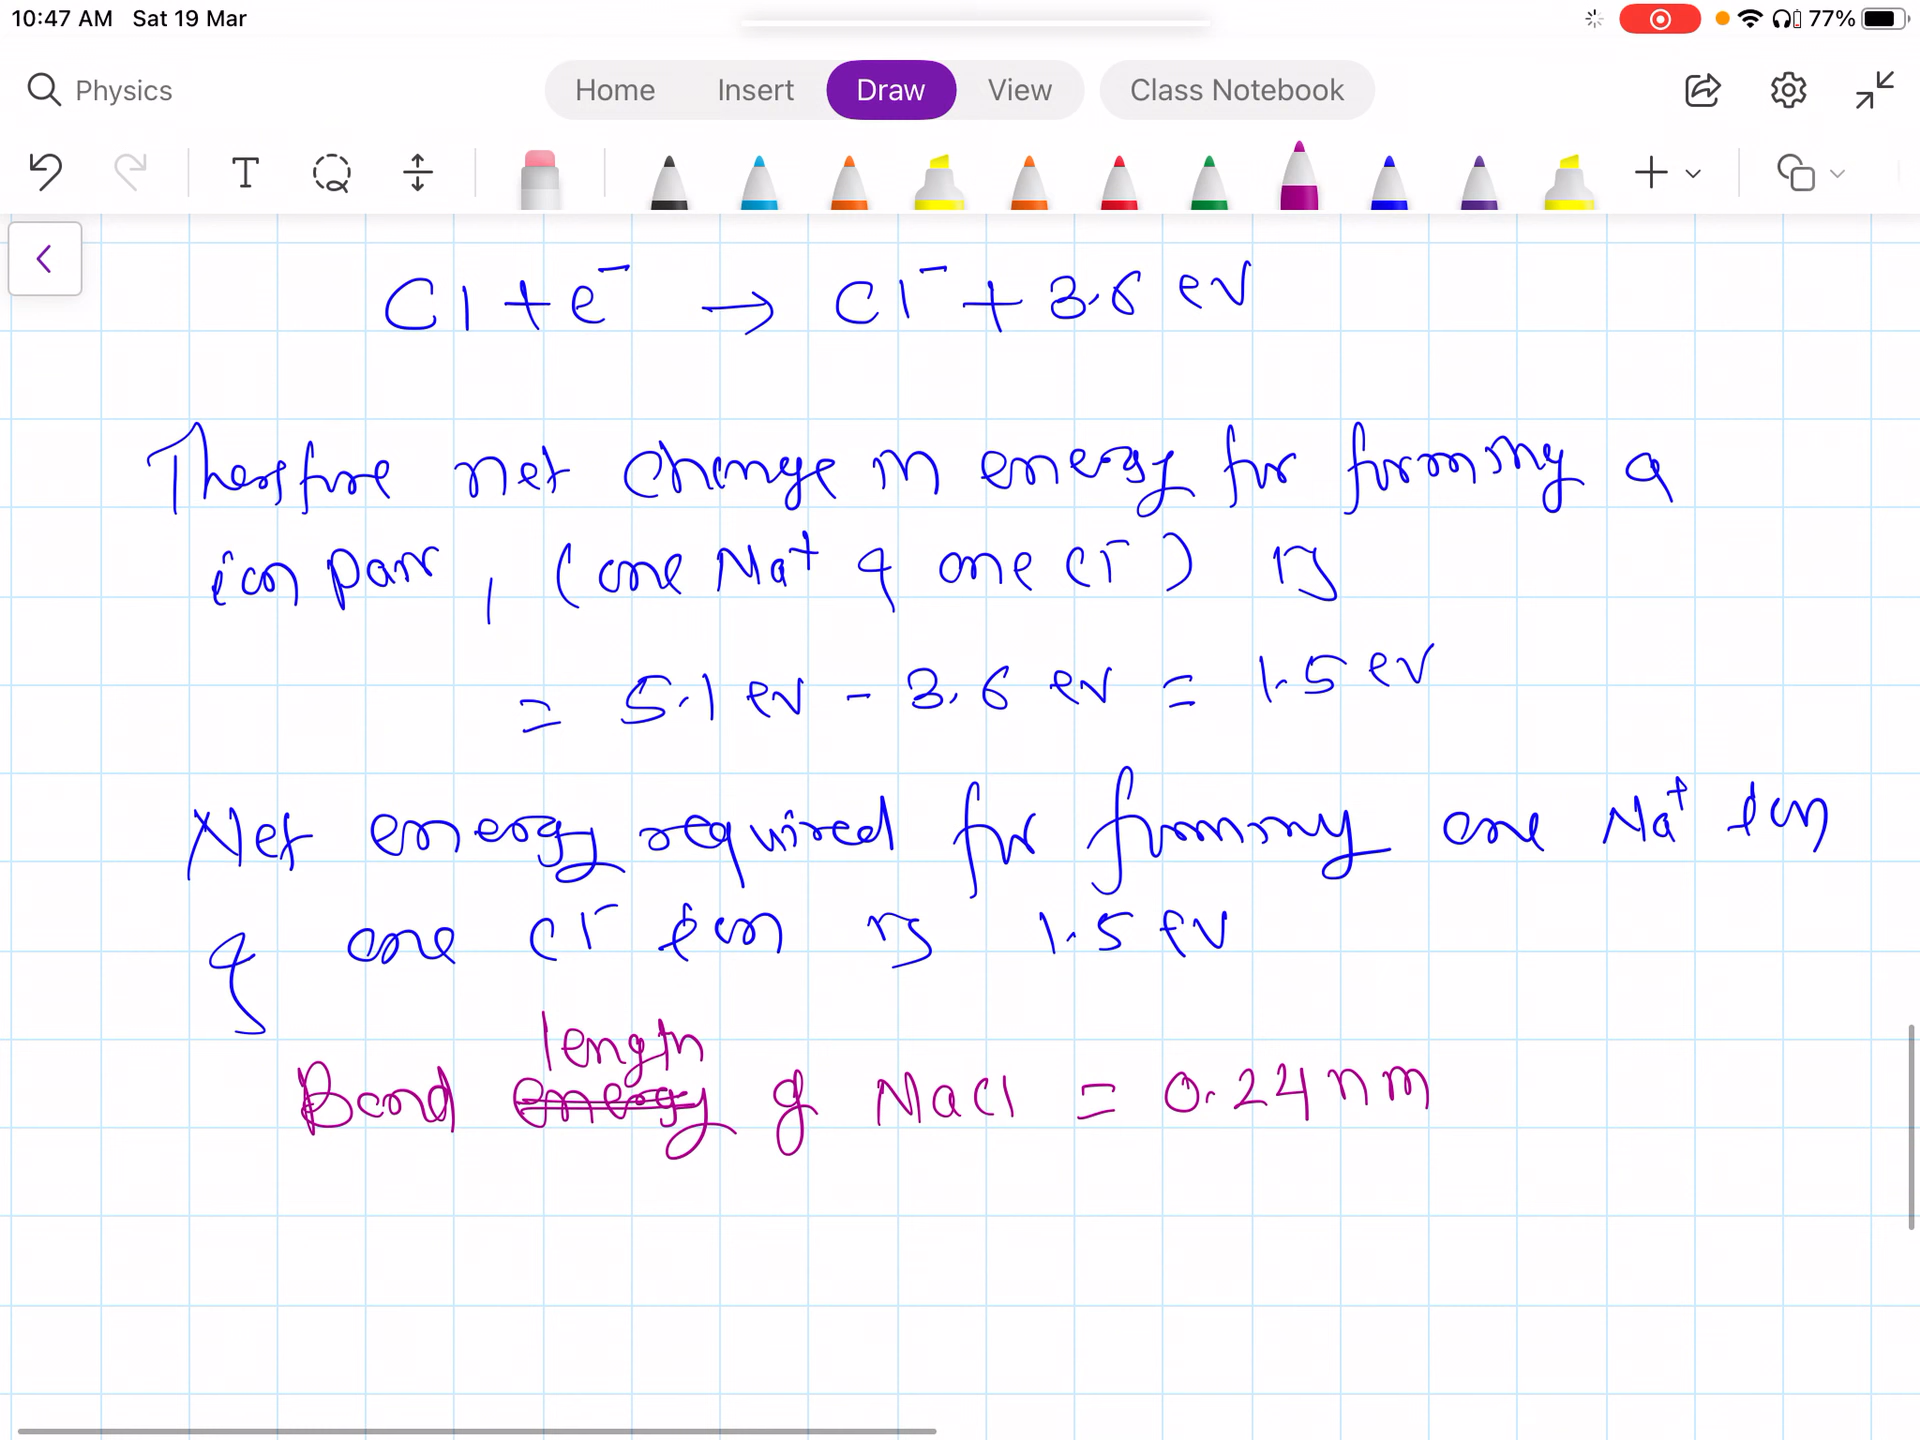 10:47 AM Sat 19 Mar
77%
Physics
Home Insert Draw View Class Notebook
T
Cl + e⁻ → Cl⁻ + 3.6 ev
Therefore net change in energy for forming a
ion pair, (one Na⁺ & one Cl⁻) is
= 5.1 ev - 3.6 ev = 1.5 ev
Net energy required for forming one Na⁺ ion
& one Cl⁻ ion is 1.5 ev
length
Bond energy of NaCl = 0.24 nm